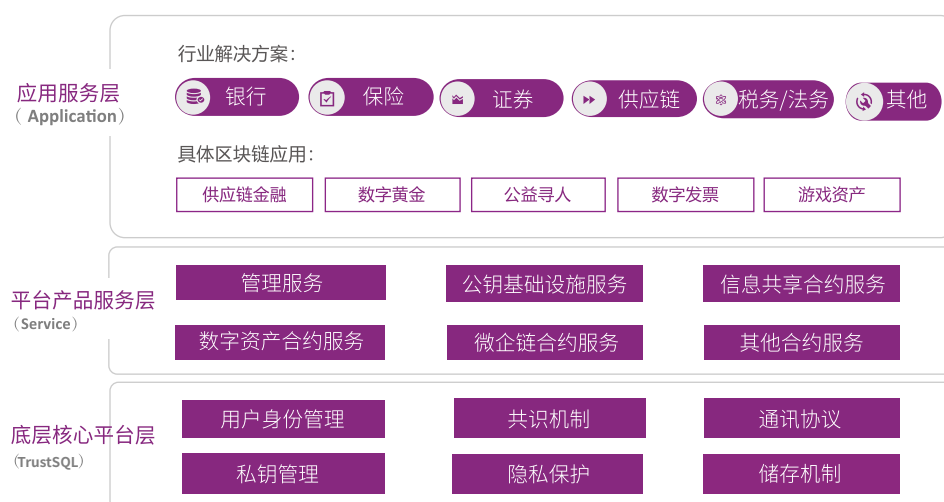 行业解决方案：
应用服务层
（ Application）
银行
保险
证券
供应链
税务/法务
其他
具体区块链应用：
供应链金融
数字黄金
公益寻人
数字发票
游戏资产
平台产品服务层
（Service）
管理服务
公钥基础设施服务
信息共享合约服务
数字资产合约服务
微企链合约服务
其他合约服务
底层核心平台层
（TrustSQL）
用户身份管理
共识机制
通讯协议
私钥管理
隐私保护
储存机制